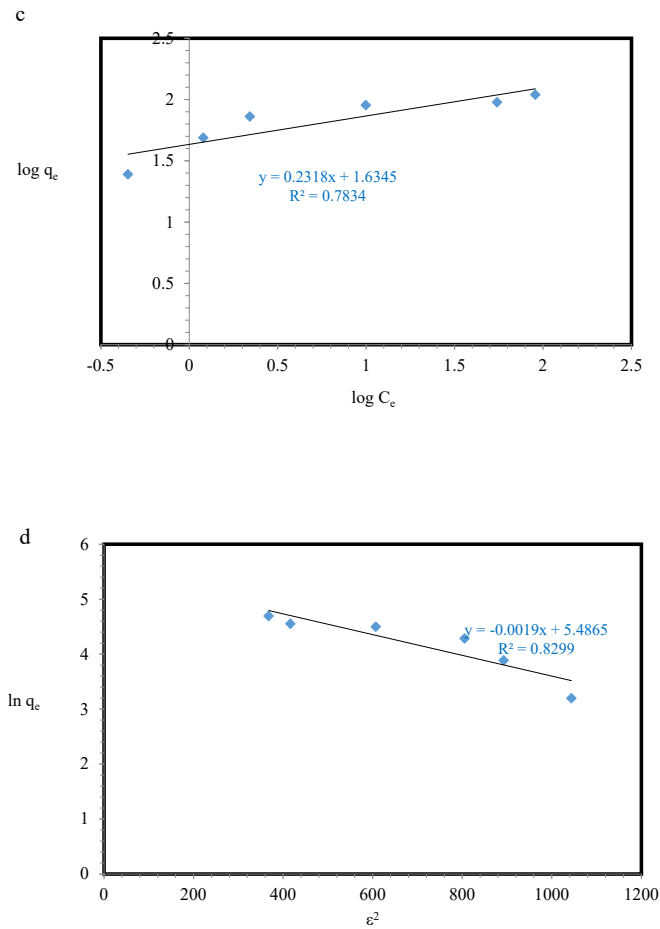 c
2.5
2
1.5
1
0.5
0
log qₑ
y = 0.2318x + 1.6345
R² = 0.7834
-0.5 0 0.5 1 1.5 2 2.5
log Cₑ
d
6
5
4
3
2
1
0
ln qₑ
y = -0.0019x + 5.4865
R² = 0.8299
0 200 400 600 800 1000 1200
ε²